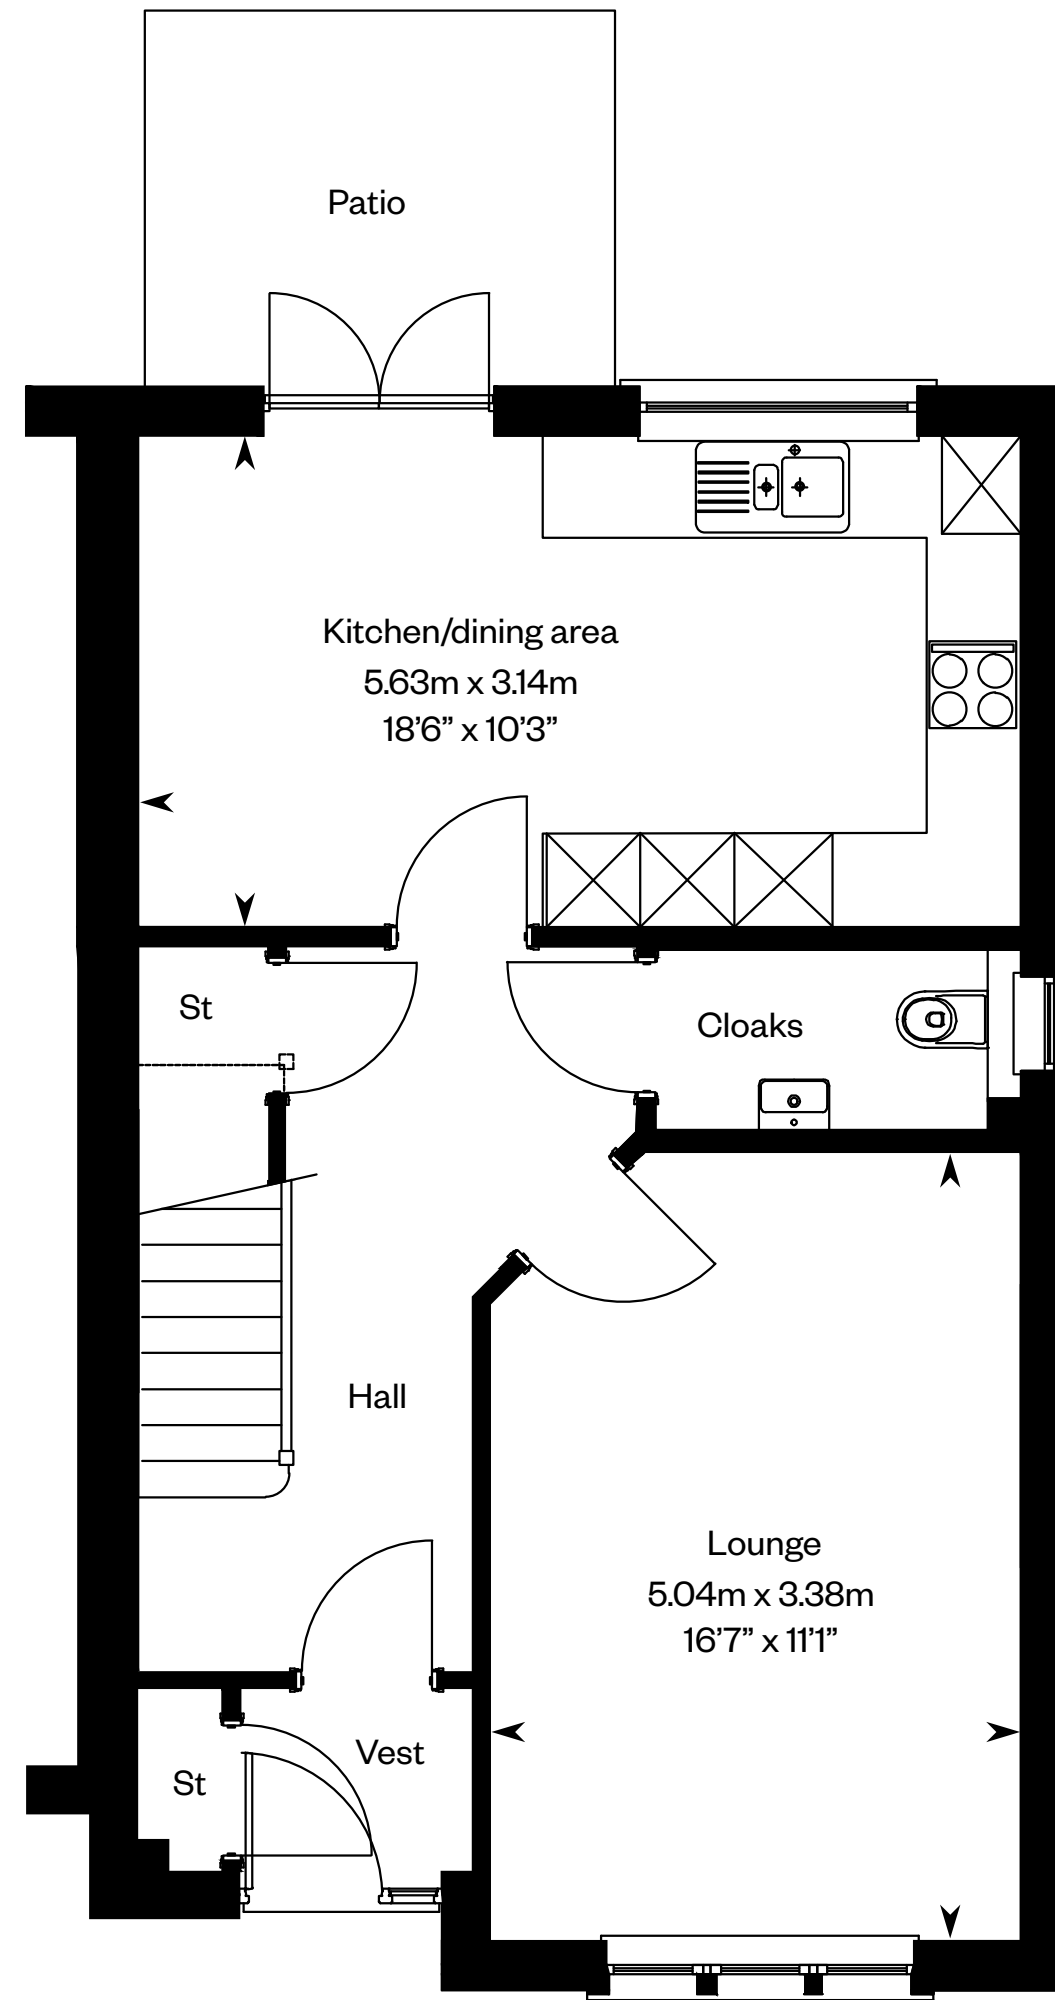 Patio
Kitchen/dining area
5.63m x 3.14m
18’6” x 10’3”
St
Cloaks
Hall
Lounge
5.04m x 3.38m
16’7” x 11’1”
Vest
St